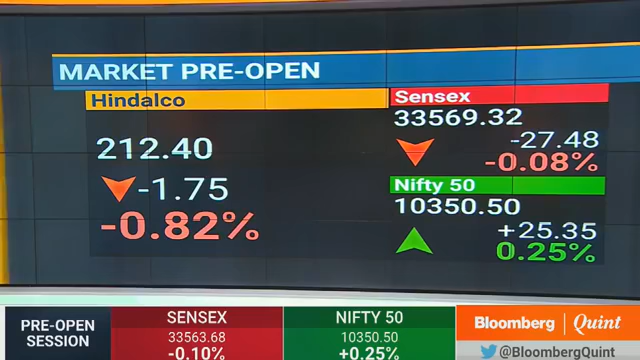 MARKET PRE-OPEN
Hindalco
212.40
-1.75
-0.82%
Sensex
33569.32
-27.48
-0.08%
Nifty 50
10350.50
+25.35
0.25%
PRE-OPEN
SESSION
SENSEX
33563.68
-0.10%
NIFTY 50
10350.50
+0.25%
Bloomberg | Quint
@BloombergQuint